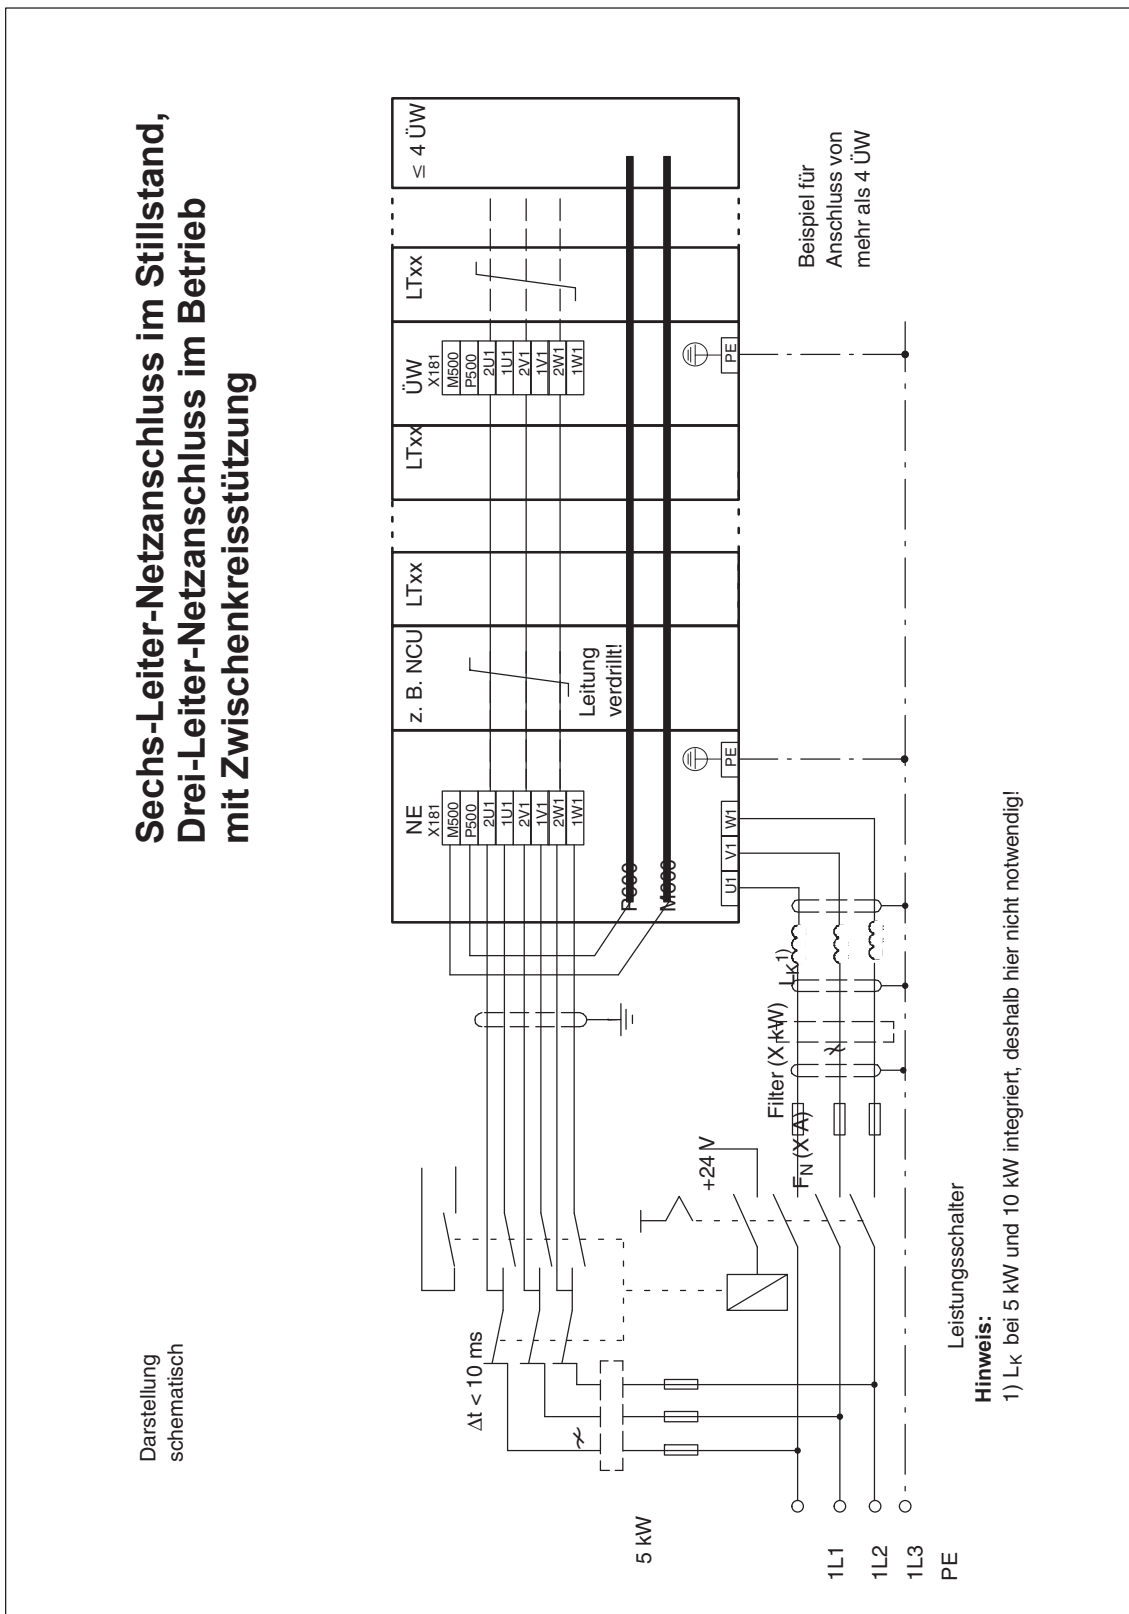 Sechs-Leiter-Netzanschluss im Stillstand,
Drei-Leiter-Netzanschluss im Betrieb
mit Zwischenkreisstützung
Darstellung
schematisch
NE
X181
M500
P500
2U1
1U1
2V1
1V1
2W1
1W1
z. B. NCU
Leitung
verdrillt!
LTxx
LTxx
ÜW
X181
M500
P500
2U1
1U1
2V1
1V1
2W1
1W1
LTxx
≤ 4 ÜW
P600
M600
U1
V1
W1
PE
PE
Beispiel für
Anschluss von
mehr als 4 ÜW
Δt < 10 ms
+24 V
FN (X A)
Filter (X kW)
LK 1)
5 kW
1L1
1L2
1L3
PE
Leistungsschalter
Hinweis:
1) LK bei 5 kW und 10 kW integriert, deshalb hier nicht notwendig!